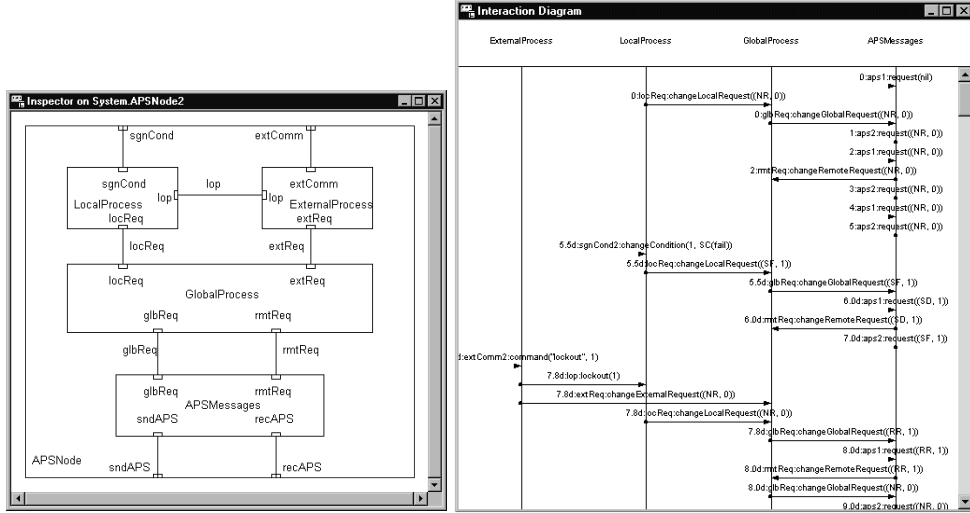 Inspector on System.APSNode2
sgnCond extComm
sgnCond lop extComm
lop lop
LocalProcess ExternalProcess
locReq extReq
locReq extReq
locReq extReq
GlobalProcess
glbReq rmtReq
glbReq rmtReq
glbReq rmtReq
APSMessages
sndAPS recAPS
APSNode
sndAPS recAPS
Interaction Diagram
ExternalProcess LocalProcess GlobalProcess APSMessages
0:aps1:request(nil)
0:locReq:changeLocalRequest((NR, 0))
0:glbReq:changeGlobalRequest((NR, 0))
1:aps2:request((NR, 0))
2:aps1:request((NR, 0))
2:rmtReq:changeRemoteRequest((NR, 0))
3:aps2:request((NR, 0))
4:aps1:request((NR, 0))
5:aps2:request((NR, 0))
5.5d:sgnCond2:changeCondition(1, SC(fail))
5.5d:locReq:changeLocalRequest((SF, 1))
5.5d:glbReq:changeGlobalRequest((SF, 1))
6.0d:aps1:request((SD, 1))
6.0d:rmtReq:changeRemoteRequest((SD, 1))
7.0d:aps2:request((SF, 1))
d:extComm2:command("lockout", 1)
7.8d:lop:lockout(1)
7.8d:extReq:changeExternalRequest((NR, 0))
7.8d:locReq:changeLocalRequest((NR, 0))
7.8d:glbReq:changeGlobalRequest((RR, 1))
8.0d:aps1:request((RR, 1))
8.0d:rmtReq:changeRemoteRequest((RR, 1))
8.0d:glbReq:changeGlobalRequest((NR, 0))
9.0d:aps2:request((NR, 0))